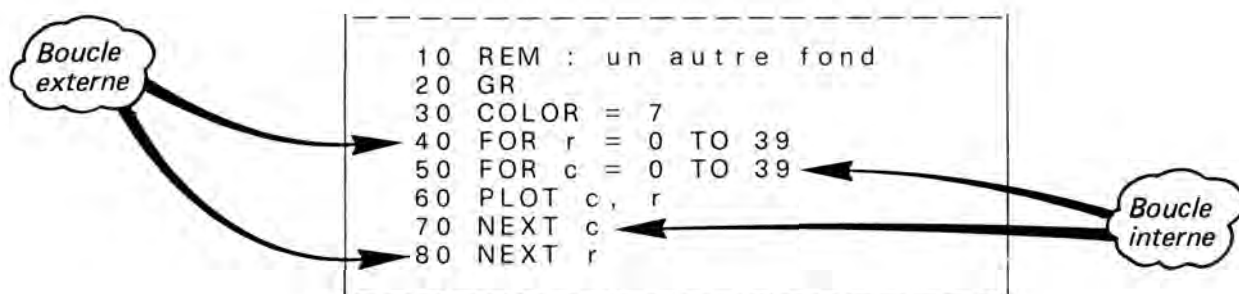 Boucle
externe
10 REM : un autre fond
20 GR
30 COLOR = 7
40 FOR r = 0 TO 39
50 FOR c = 0 TO 39
60 PLOT c, r
70 NEXT c
80 NEXT r
Boucle
interne